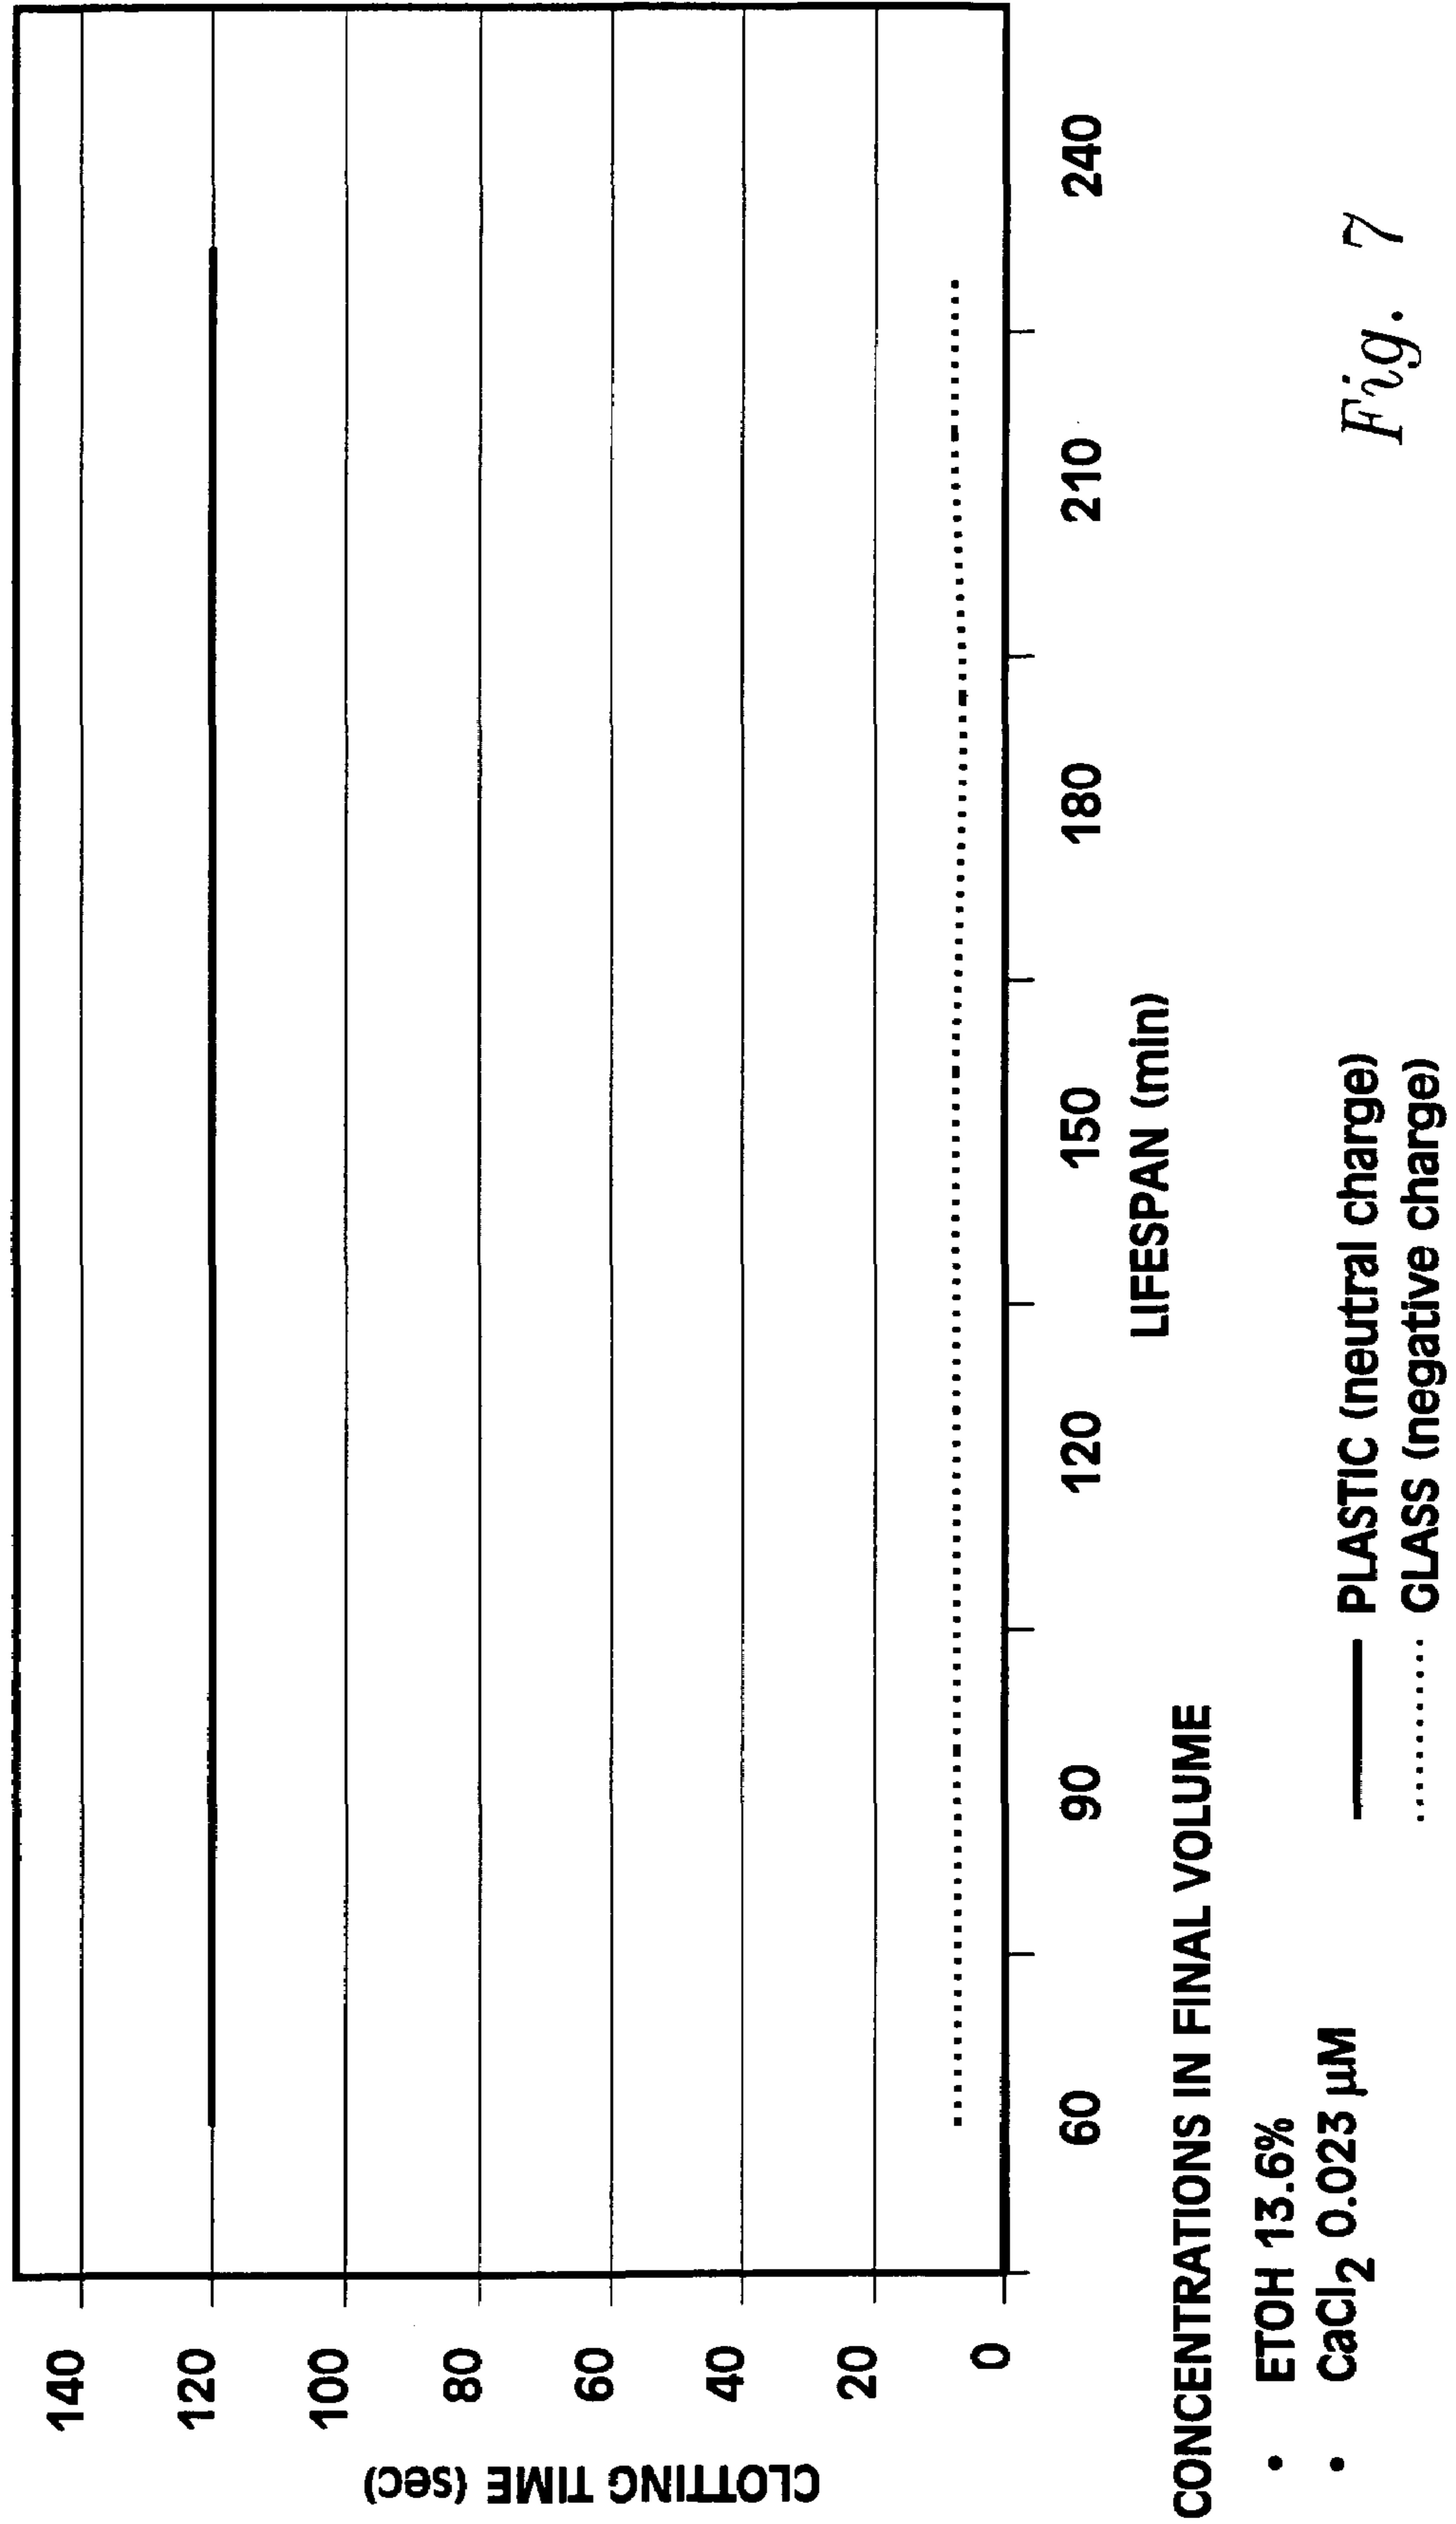 CLOTTING TIME (sec)
140
120
100
80
60
40
20
0
60 90 120 150 180 210 240
LIFESPAN (min)
CONCENTRATIONS IN FINAL VOLUME
• ETOH 13.6%
• CaCl₂ 0.023 µM
PLASTIC (neutral charge)
GLASS (negative charge)
Fig. 7